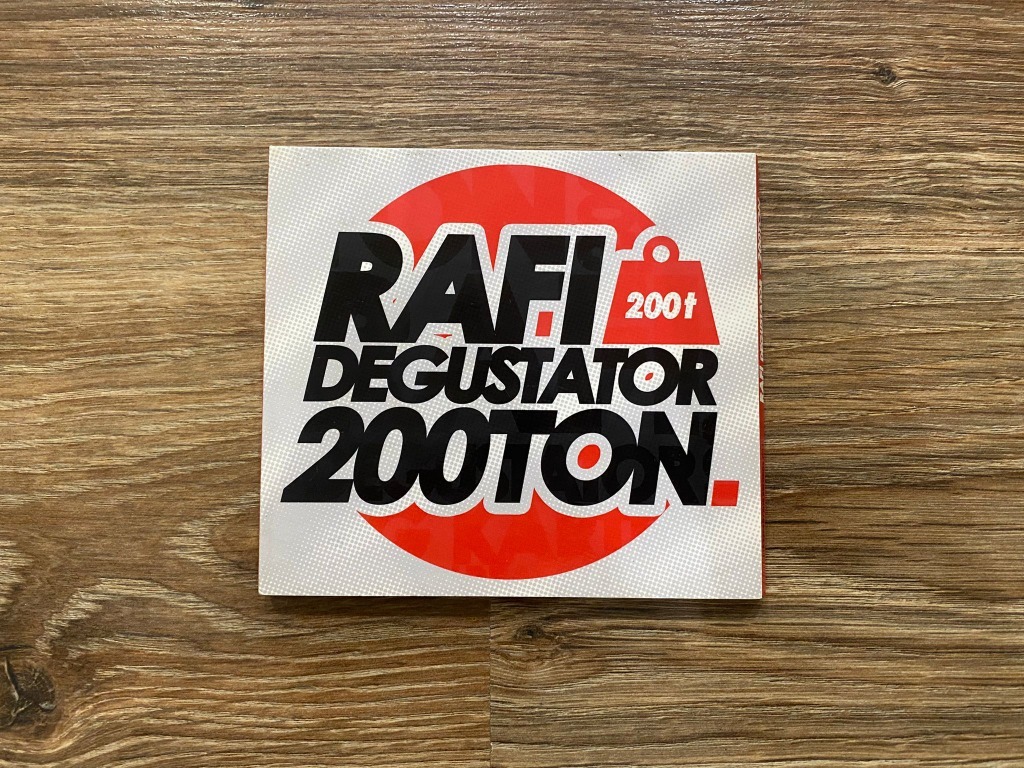 RAFI
200t
DEGUSTATOR
200TON.